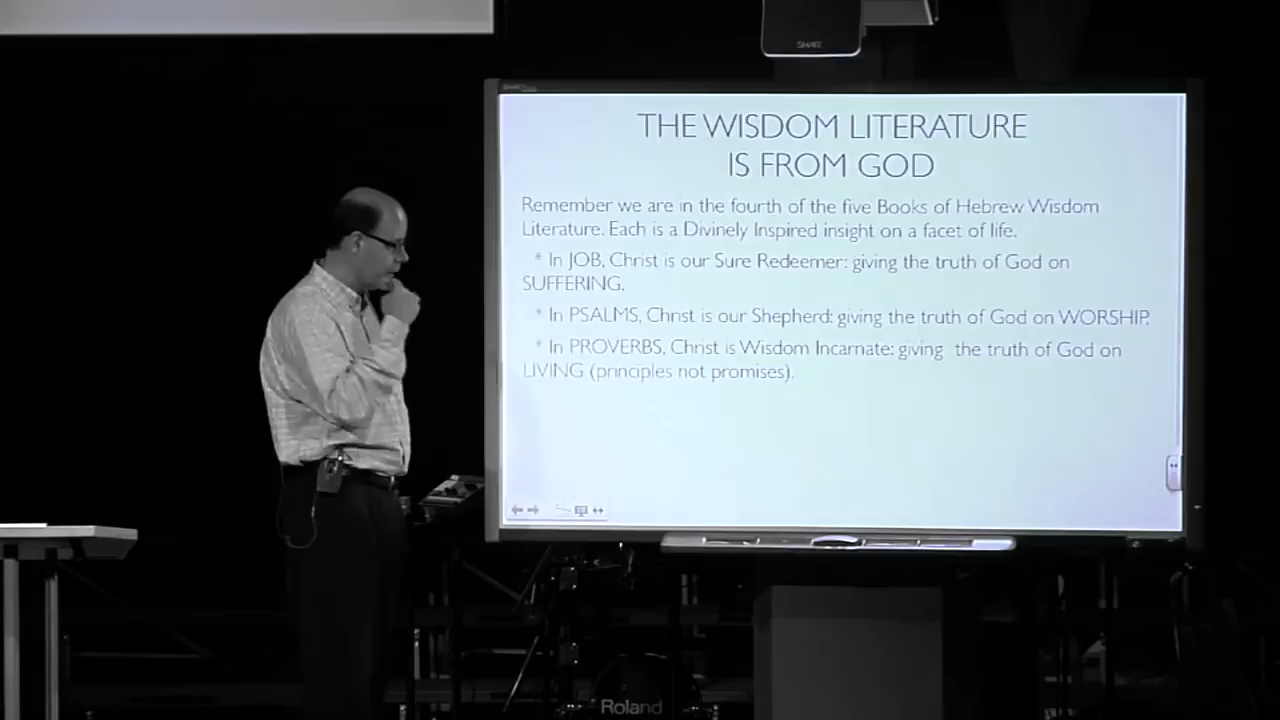 SMART
THE WISDOM LITERATURE
IS FROM GOD
Remember we are in the fourth of the five Books of Hebrew Wisdom
Literature. Each is a Divinely Inspired insight on a facet of life.
* In JOB, Christ is our Sure Redeemer: giving the truth of God on
SUFFERING.
* In PSALMS, Christ is our Shepherd: giving the truth of God on WORSHIP.
* In PROVERBS, Christ is Wisdom Incarnate: giving the truth of God on
LIVING (principles not promises).
Roland